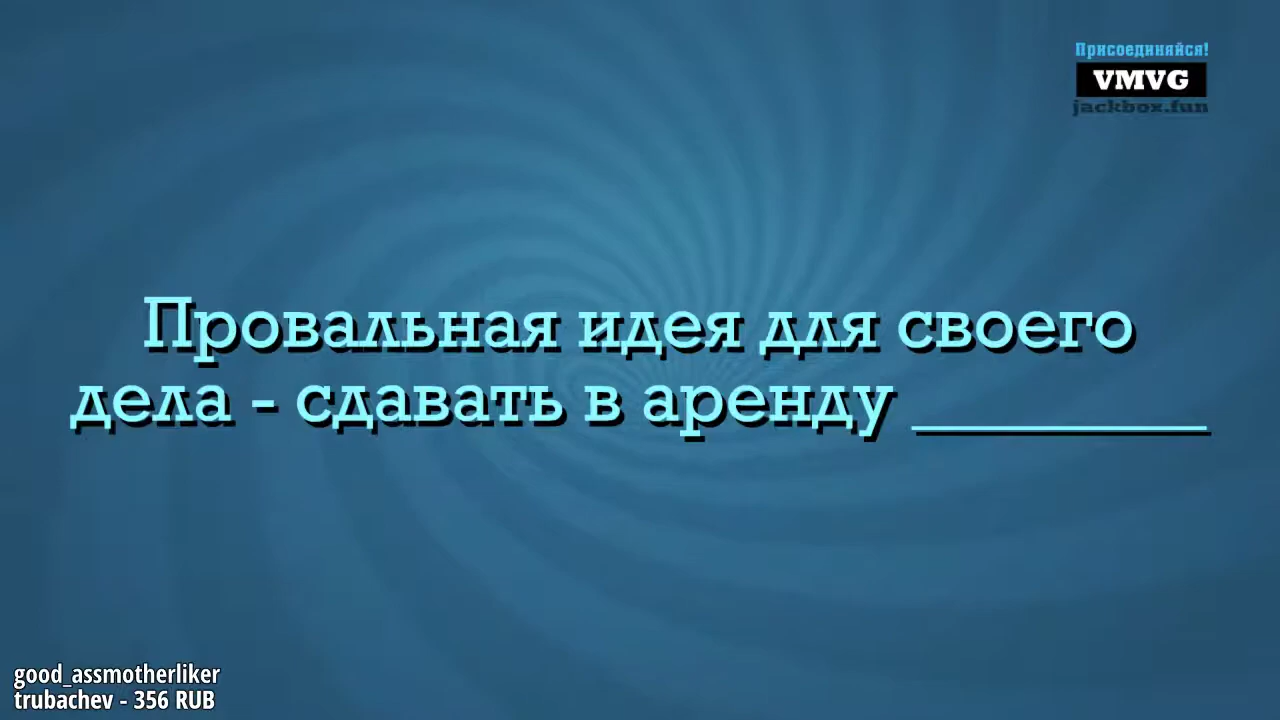 Присоединяйся!
VMVG
jackbox.fun
Провальная идея для своего
дела - сдавать в аренду ________
good_assmotherliker
trubachev - 356 RUB